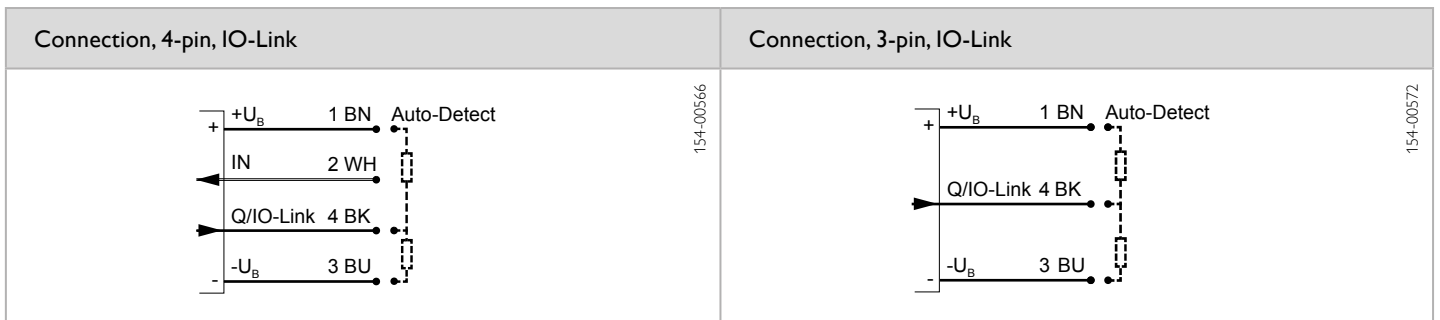 Connection, 4-pin, IO-Link
Connection, 3-pin, IO-Link
+ +U_B 1 BN Auto-Detect
IN 2 WH
Q/IO-Link 4 BK
- -U_B 3 BU
154-00566
+ +U_B 1 BN Auto-Detect
Q/IO-Link 4 BK
- -U_B 3 BU
154-00572